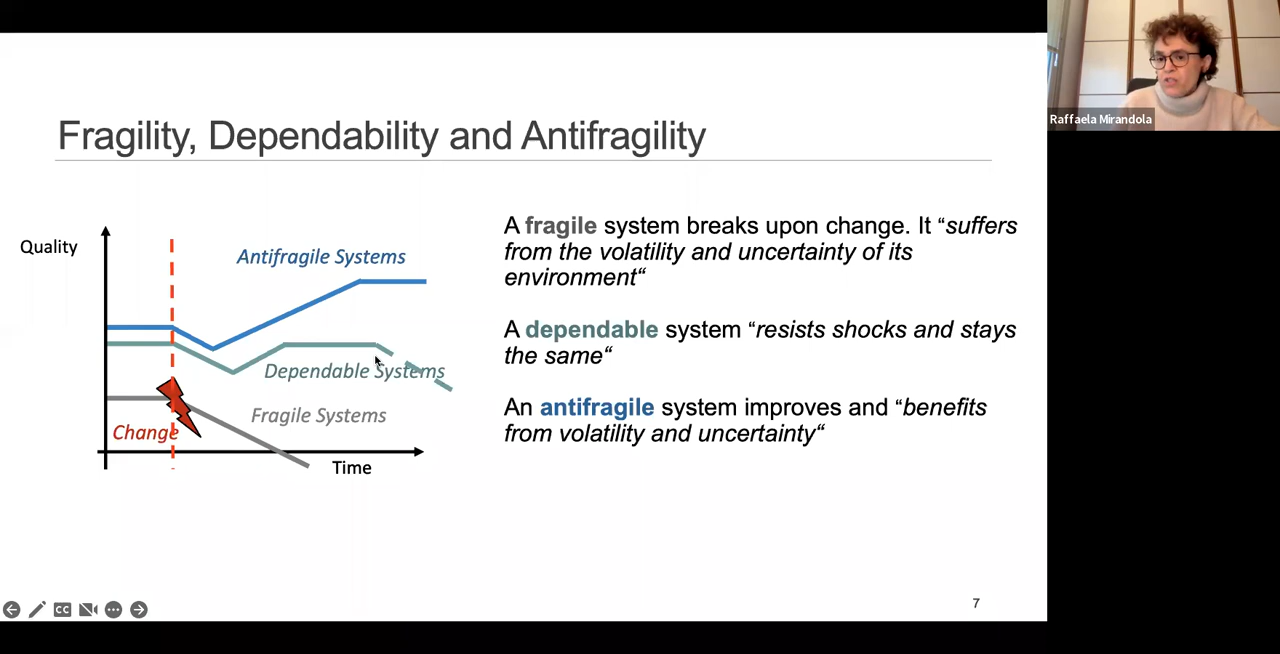 Fragility, Dependability and Antifragility
Quality
Antifragile Systems
Dependable Systems
Fragile Systems
Change
Time
A fragile system breaks upon change. It “suffers
from the volatility and uncertainty of its
environment“
A dependable system “resists shocks and stays
the same“
An antifragile system improves and “benefits
from volatility and uncertainty“
7
CC
Raffaela Mirandola